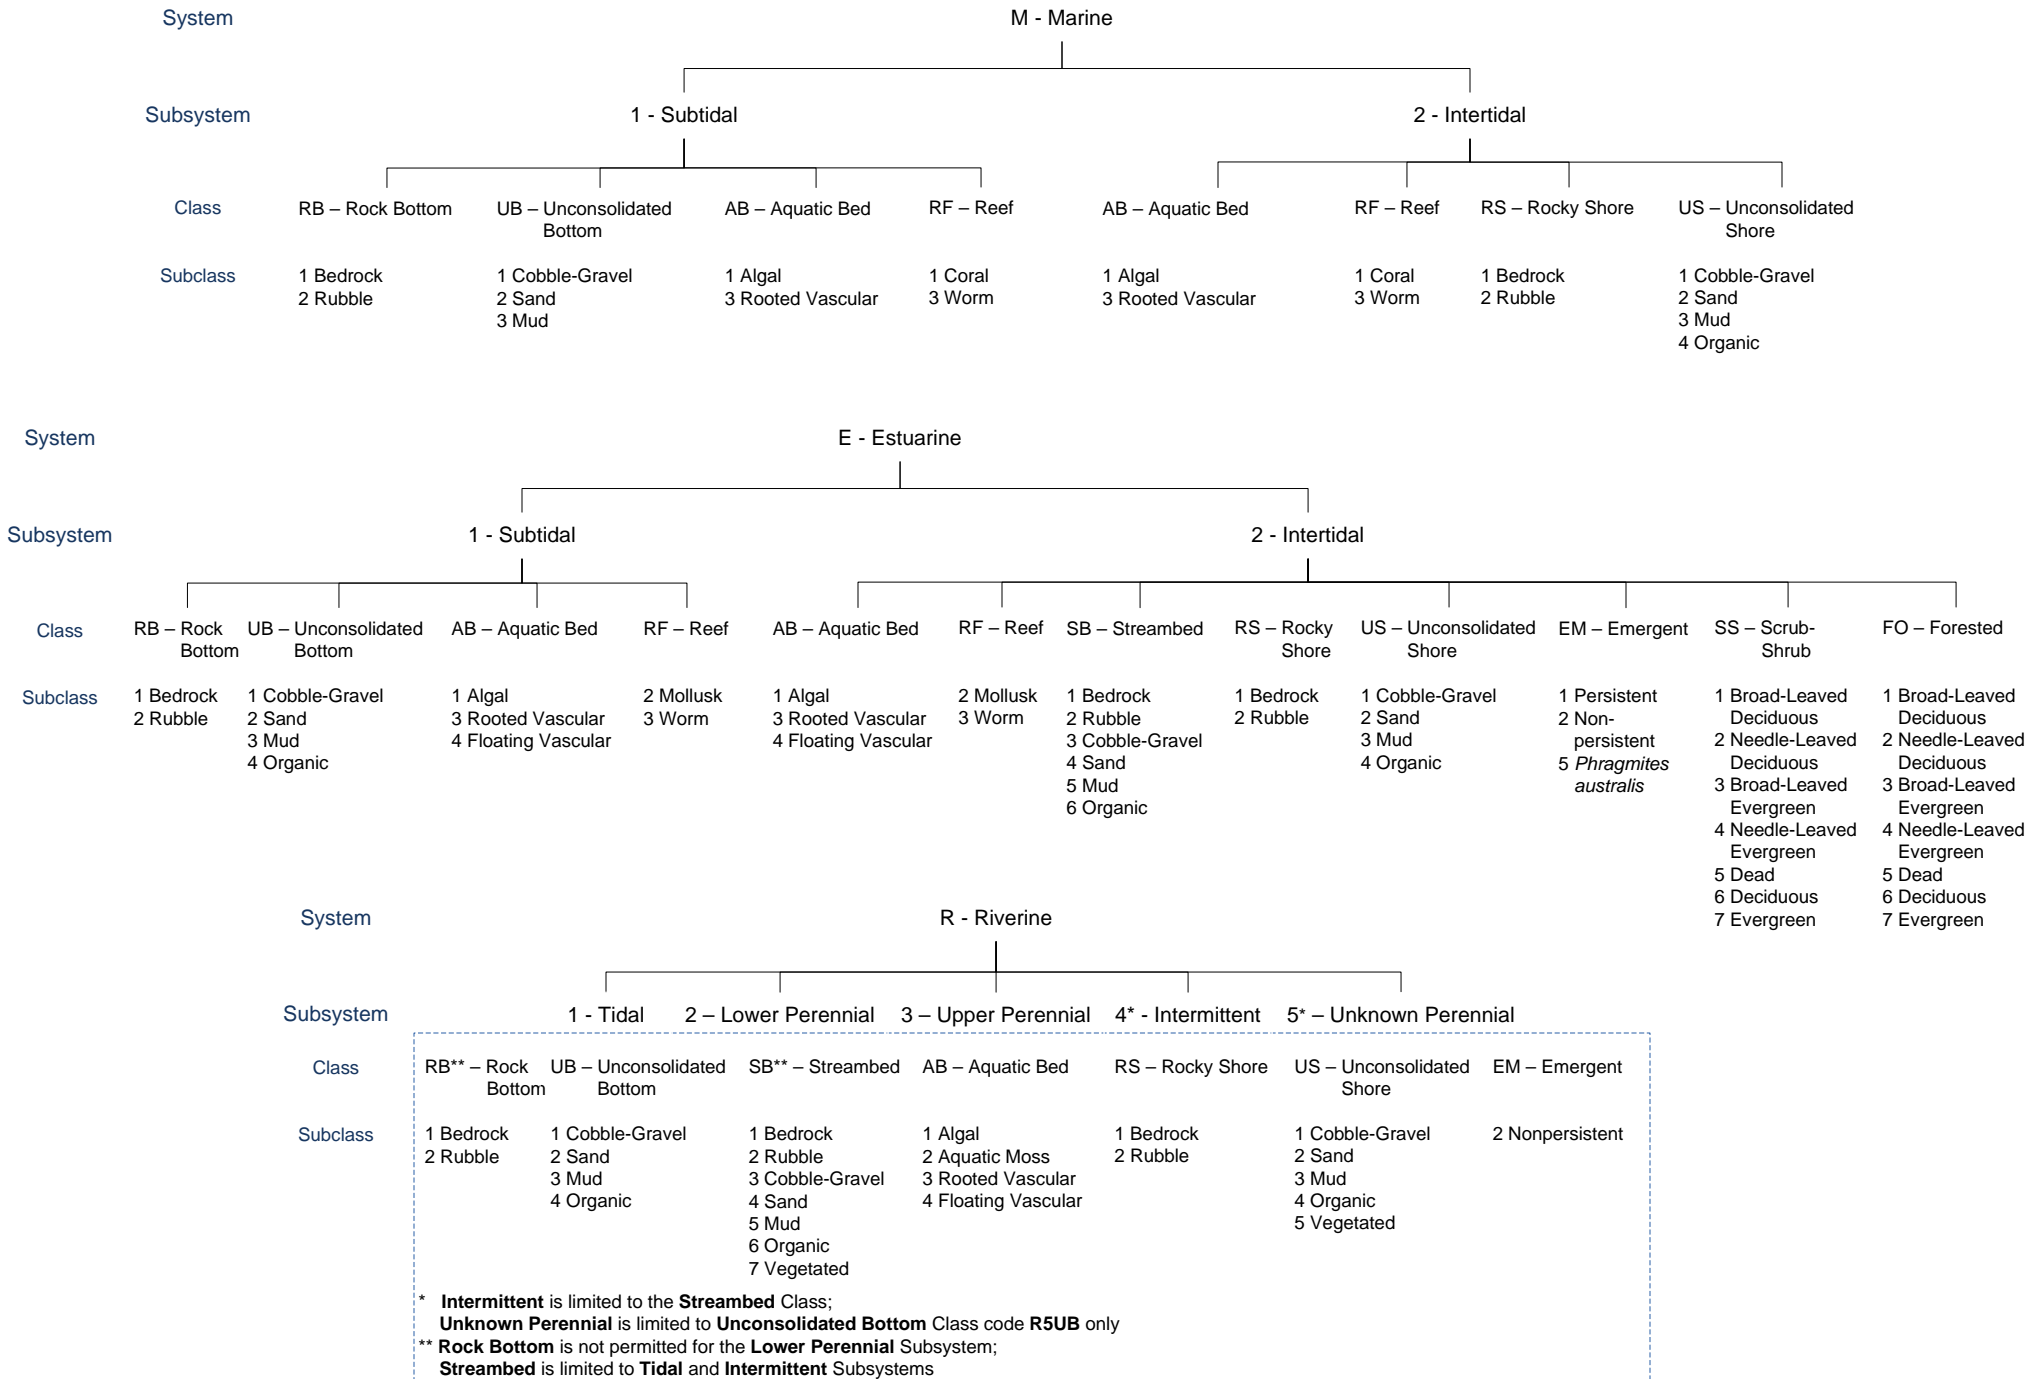 System
M - Marine
Subsystem
1 - Subtidal
2 - Intertidal
Class
RB – Rock Bottom
UB – Unconsolidated
Bottom
AB – Aquatic Bed
RF – Reef
AB – Aquatic Bed
RF – Reef
RS – Rocky Shore
US – Unconsolidated
Shore
Subclass
1 Bedrock
2 Rubble
1 Cobble-Gravel
2 Sand
3 Mud
1 Algal
3 Rooted Vascular
1 Coral
3 Worm
1 Algal
3 Rooted Vascular
1 Coral
3 Worm
1 Bedrock
2 Rubble
1 Cobble-Gravel
2 Sand
3 Mud
4 Organic
System
E - Estuarine
Subsystem
1 - Subtidal
2 - Intertidal
Class
RB – Rock
Bottom
UB – Unconsolidated
Bottom
AB – Aquatic Bed
RF – Reef
AB – Aquatic Bed
RF – Reef
SB – Streambed
RS – Rocky
Shore
US – Unconsolidated
Shore
EM – Emergent
SS – Scrub-
Shrub
FO – Forested
Subclass
1 Bedrock
2 Rubble
1 Cobble-Gravel
2 Sand
3 Mud
4 Organic
1 Algal
3 Rooted Vascular
4 Floating Vascular
2 Mollusk
3 Worm
1 Algal
3 Rooted Vascular
4 Floating Vascular
2 Mollusk
3 Worm
1 Bedrock
2 Rubble
3 Cobble-Gravel
4 Sand
5 Mud
6 Organic
1 Bedrock
2 Rubble
1 Cobble-Gravel
2 Sand
3 Mud
4 Organic
1 Persistent
2 Non-
persistent
5 Phragmites
australis
1 Broad-Leaved
Deciduous
2 Needle-Leaved
Deciduous
3 Broad-Leaved
Evergreen
4 Needle-Leaved
Evergreen
5 Dead
6 Deciduous
7 Evergreen
1 Broad-Leaved
Deciduous
2 Needle-Leaved
Deciduous
3 Broad-Leaved
Evergreen
4 Needle-Leaved
Evergreen
5 Dead
6 Deciduous
7 Evergreen
System
R - Riverine
Subsystem
1 - Tidal
2 – Lower Perennial
3 – Upper Perennial
4* - Intermittent
5* – Unknown Perennial
Class
RB** – Rock
Bottom
UB – Unconsolidated
Bottom
SB** – Streambed
AB – Aquatic Bed
RS – Rocky Shore
US – Unconsolidated
Shore
EM – Emergent
Subclass
1 Bedrock
2 Rubble
1 Cobble-Gravel
2 Sand
3 Mud
4 Organic
1 Bedrock
2 Rubble
3 Cobble-Gravel
4 Sand
5 Mud
6 Organic
7 Vegetated
1 Algal
2 Aquatic Moss
3 Rooted Vascular
4 Floating Vascular
1 Bedrock
2 Rubble
1 Cobble-Gravel
2 Sand
3 Mud
4 Organic
5 Vegetated
2 Nonpersistent
* Intermittent is limited to the Streambed Class;
Unknown Perennial is limited to Unconsolidated Bottom Class code R5UB only
** Rock Bottom is not permitted for the Lower Perennial Subsystem;
Streambed is limited to Tidal and Intermittent Subsystems